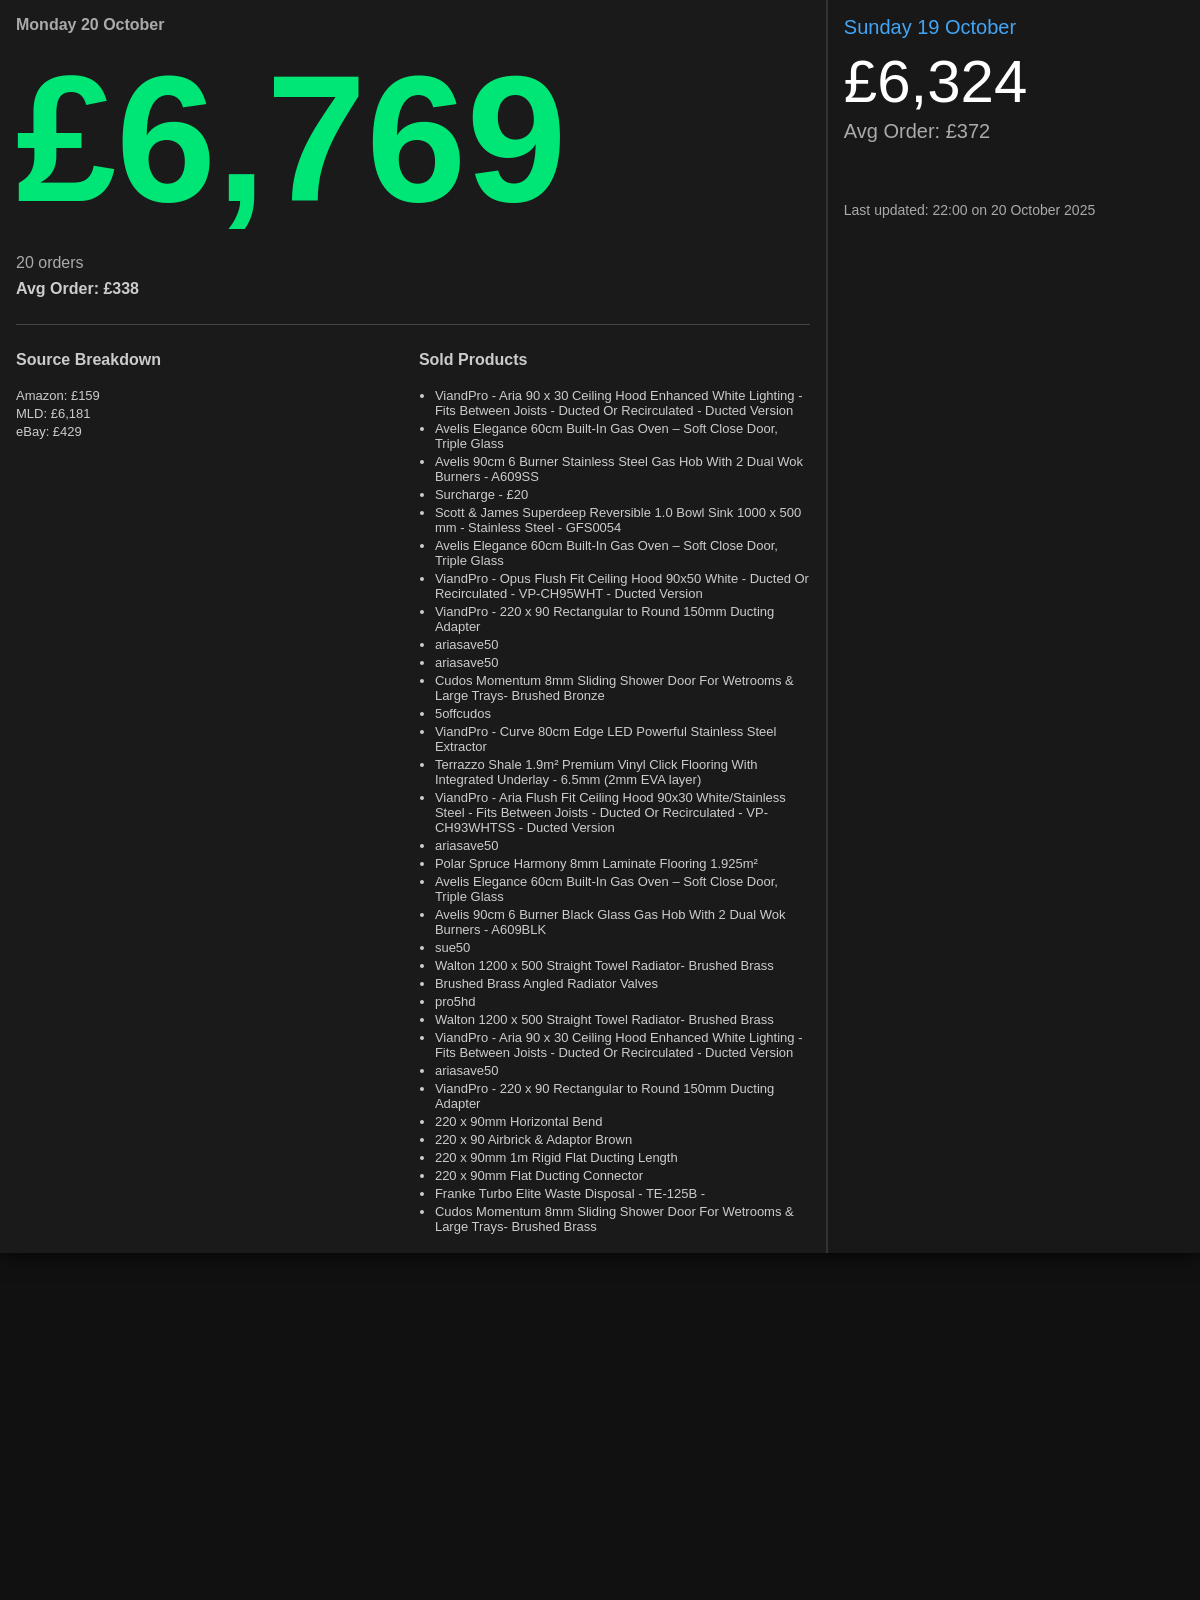 Monday 20 October
£6,769
20 orders
Avg Order: £338
Source Breakdown
Amazon: £159
MLD: £6,181
eBay: £429
Sold Products
ViandPro - Aria 90 x 30 Ceiling Hood Enhanced White Lighting -
Fits Between Joists - Ducted Or Recirculated - Ducted Version
Avelis Elegance 60cm Built-In Gas Oven – Soft Close Door,
Triple Glass
Avelis 90cm 6 Burner Stainless Steel Gas Hob With 2 Dual Wok
Burners - A609SS
Surcharge - £20
Scott & James Superdeep Reversible 1.0 Bowl Sink 1000 x 500
mm - Stainless Steel - GFS0054
Avelis Elegance 60cm Built-In Gas Oven – Soft Close Door,
Triple Glass
ViandPro - Opus Flush Fit Ceiling Hood 90x50 White - Ducted Or
Recirculated - VP-CH95WHT - Ducted Version
ViandPro - 220 x 90 Rectangular to Round 150mm Ducting
Adapter
ariasave50
ariasave50
Cudos Momentum 8mm Sliding Shower Door For Wetrooms &
Large Trays- Brushed Bronze
5offcudos
ViandPro - Curve 80cm Edge LED Powerful Stainless Steel
Extractor
Terrazzo Shale 1.9m² Premium Vinyl Click Flooring With
Integrated Underlay - 6.5mm (2mm EVA layer)
ViandPro - Aria Flush Fit Ceiling Hood 90x30 White/Stainless
Steel - Fits Between Joists - Ducted Or Recirculated - VP-
CH93WHTSS - Ducted Version
ariasave50
Polar Spruce Harmony 8mm Laminate Flooring 1.925m²
Avelis Elegance 60cm Built-In Gas Oven – Soft Close Door,
Triple Glass
Avelis 90cm 6 Burner Black Glass Gas Hob With 2 Dual Wok
Burners - A609BLK
sue50
Walton 1200 x 500 Straight Towel Radiator- Brushed Brass
Brushed Brass Angled Radiator Valves
pro5hd
Walton 1200 x 500 Straight Towel Radiator- Brushed Brass
ViandPro - Aria 90 x 30 Ceiling Hood Enhanced White Lighting -
Fits Between Joists - Ducted Or Recirculated - Ducted Version
ariasave50
ViandPro - 220 x 90 Rectangular to Round 150mm Ducting
Adapter
220 x 90mm Horizontal Bend
220 x 90 Airbrick & Adaptor Brown
220 x 90mm 1m Rigid Flat Ducting Length
220 x 90mm Flat Ducting Connector
Franke Turbo Elite Waste Disposal - TE-125B -
Cudos Momentum 8mm Sliding Shower Door For Wetrooms &
Large Trays- Brushed Brass
Sunday 19 October
£6,324
Avg Order: £372
Last updated: 22:00 on 20 October 2025